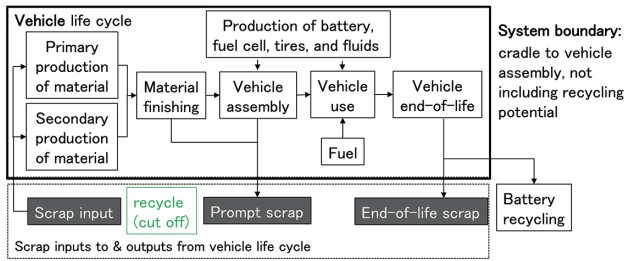 Vehicle life cycle
Production of battery,
fuel cell, tires, and fluids
System boundary:
cradle to vehicle
assembly, not
including recycling
potential
Primary
production
of material
Secondary
production
of material
Material
finishing
Vehicle
assembly
Vehicle
use
Vehicle
end-of-life
Fuel
Scrap input
recycle
(cut off)
Prompt scrap
End-of-life scrap
Battery
recycling
Scrap inputs to & outputs from vehicle life cycle